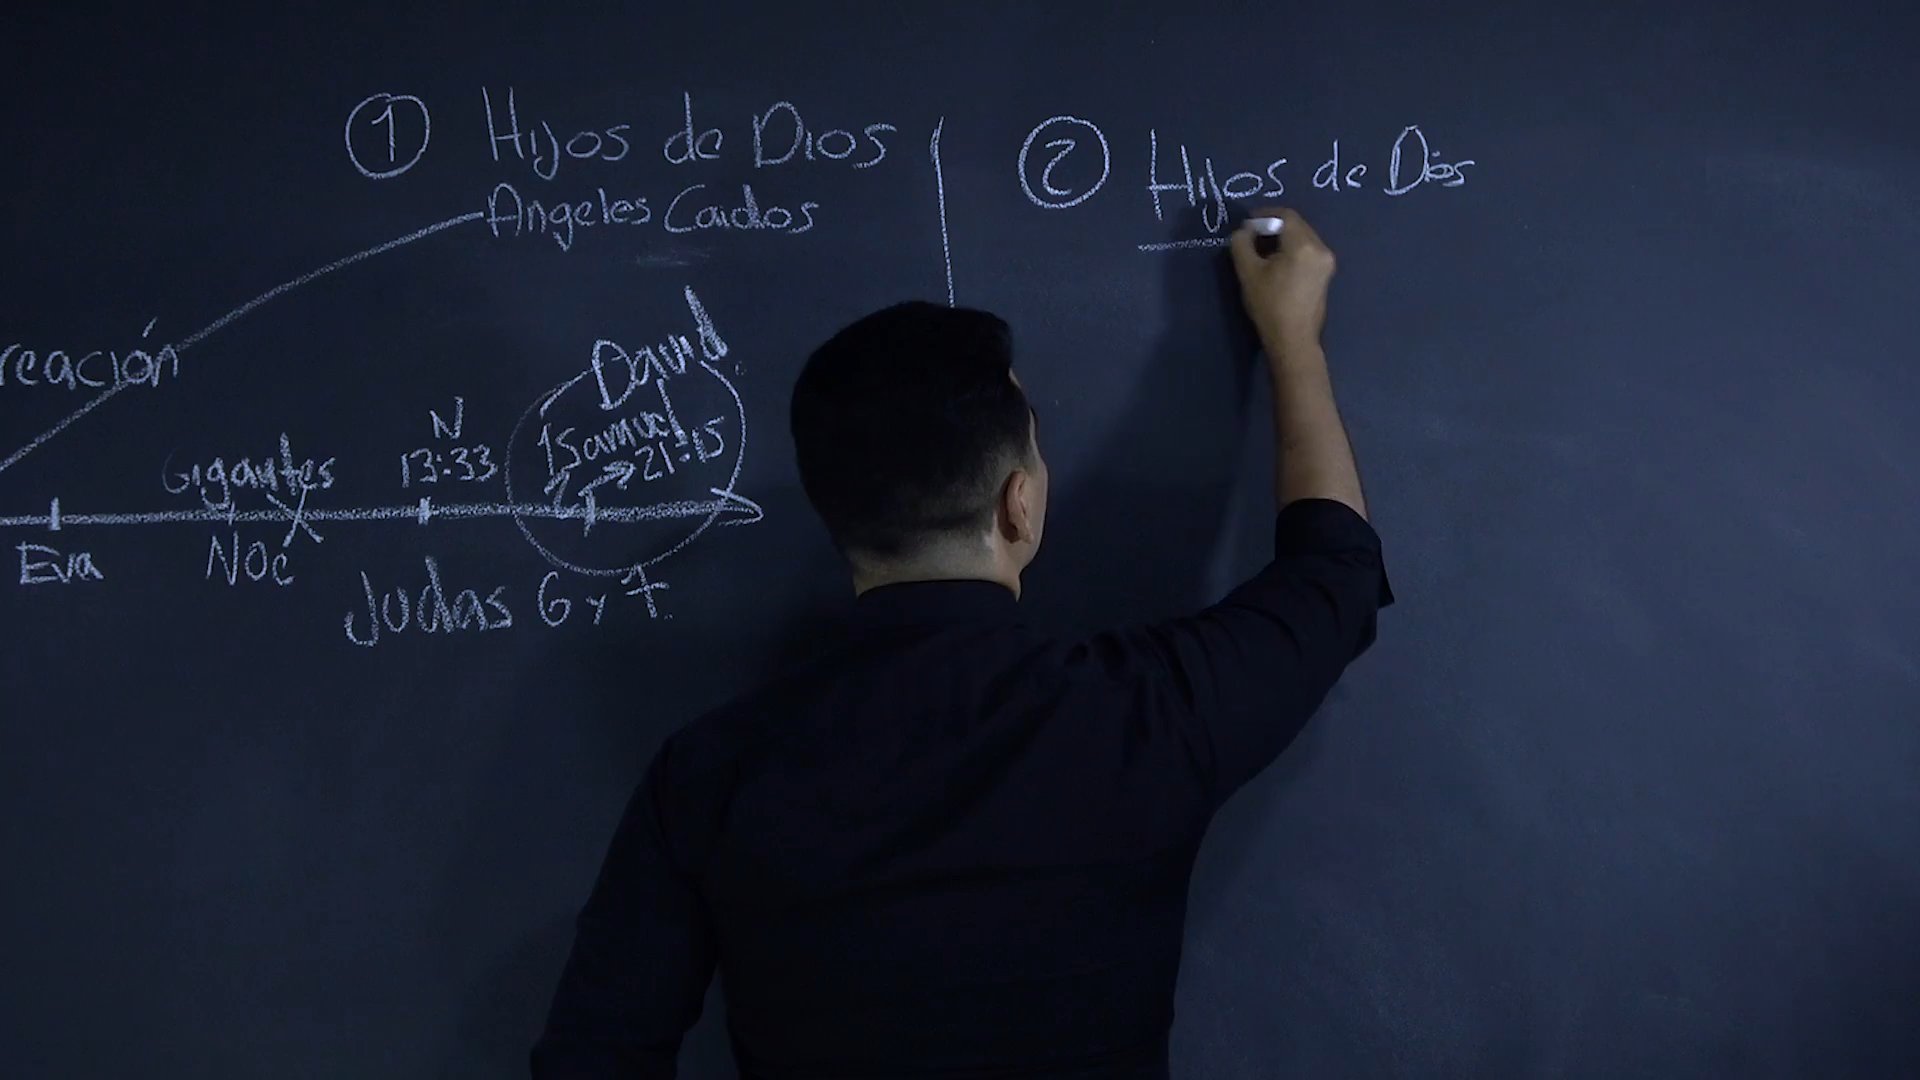 1 Hijos de Dios
Angeles Caidos
reación
David
N
13:33
1 Samuel
21:15
Gigantes
Eva
Noé
Judas 6 y 7.
2 Hijos de Dios